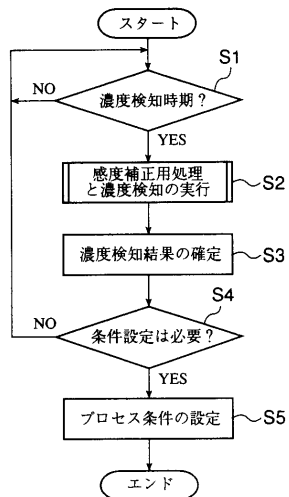 スタート
S1
NO
濃度検知時期？
YES
感度補正用処理
と濃度検知の実行
S2
濃度検知結果の確定
S3
S4
NO
条件設定は必要？
YES
プロセス条件の設定
S5
エンド